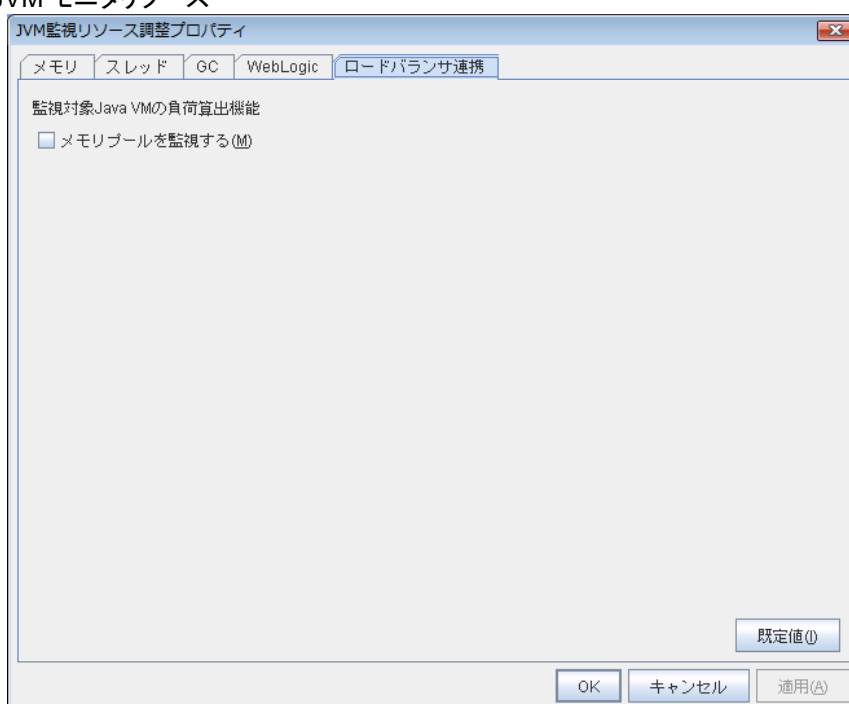 JVM監視リソース調整プロパティ
メモリ スレッド GC WebLogic ロードバランサ連携
監視対象Java VMの負荷算出機能
メモリプールを監視する(M)
既定値(I)
OK キャンセル 適用(A)